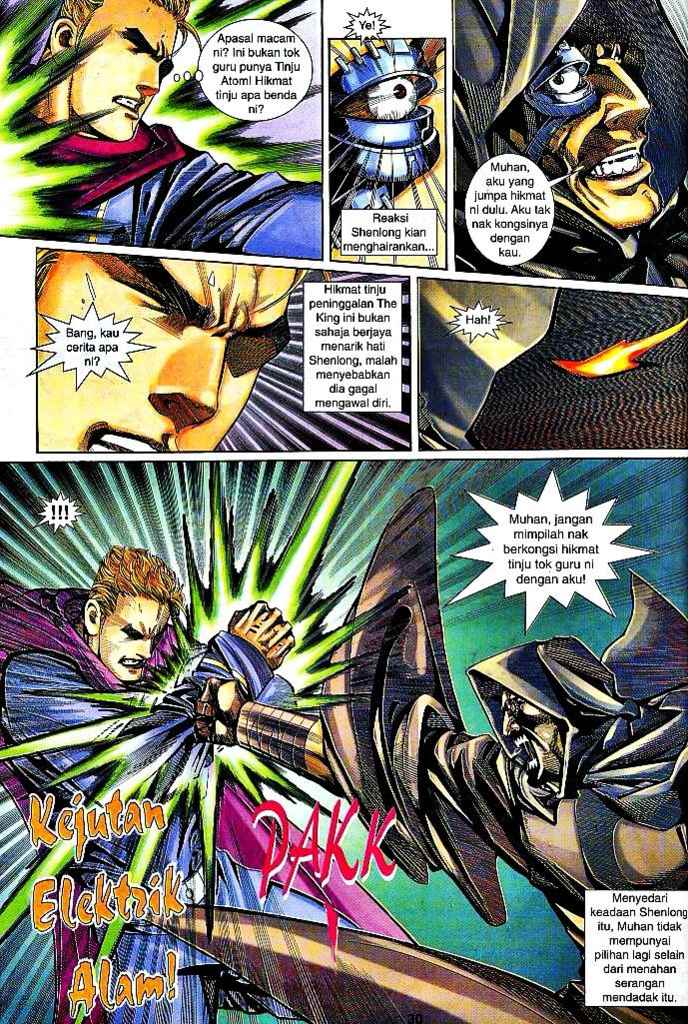 Apasal macam
ni? Ini bukan tok
guru punya Tinju
Atom! Hikmat
tinju apa benda
ni?
Ye!
Reaksi
Shenlong kian
menghairankan...
Muhan,
aku yang
jumpa hikmat
ni dulu. Aku tak
nak kongsinya
dengan
kau.
Bang, kau
cerita apa
ni?
Hikmat tinju
peninggalan The
King ini bukan
sahaja berjaya
menarik hati
Shenlong, malah
menyebabkan
dia gagal
mengawal diri.
Hah!
!!!
Muhan, jangan
mimpilah nak
berkongsi hikmat
tinju tok guru ni
dengan aku!
Kejutan
Elektrik
Alam!
PAKK
!
Menyedari
keadaan Shenlong
itu, Muhan tidak
mempunyai
pilihan lagi selain
dari menahan
serangan
mendadak itu.
30